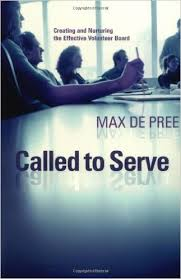 Creating and Nurturing
the Effective Volunteer Board
MAX DE PREE
Called to Serve